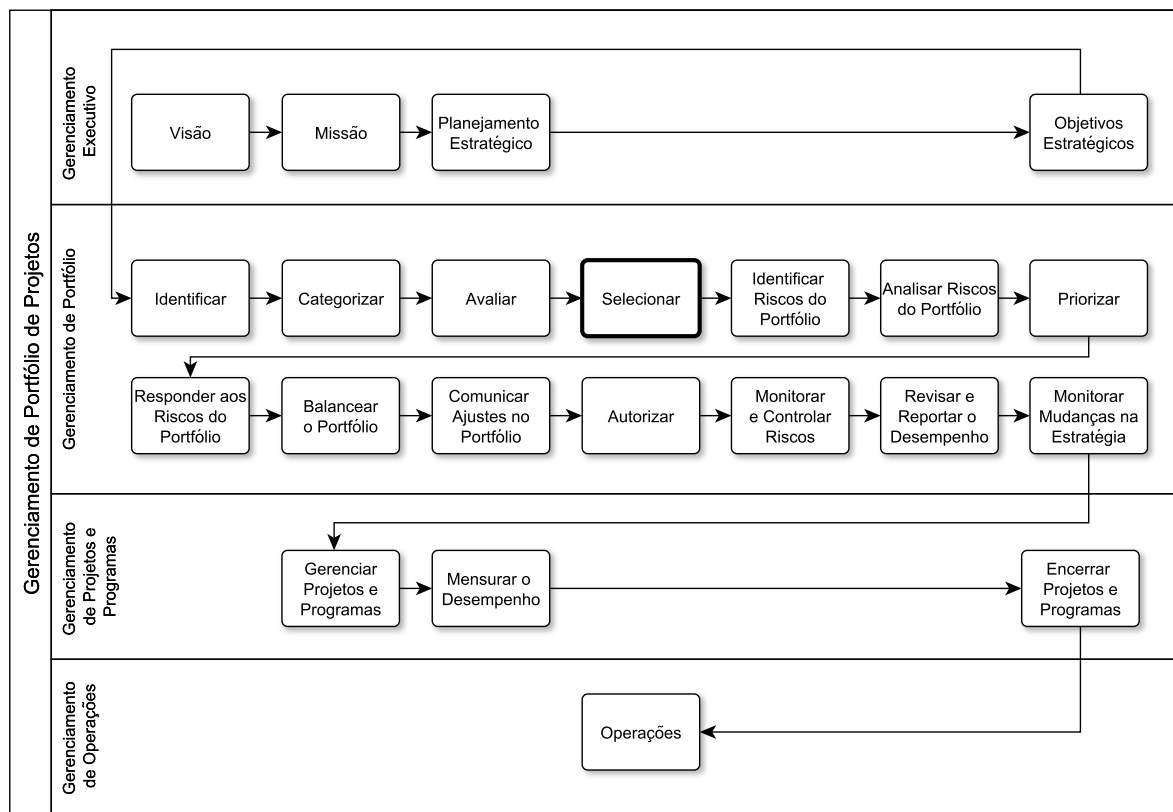 Gerenciamento de Portfólio de Projetos
Gerenciamento
Executivo
Visão
Missão
Planejamento
Estratégico
Objetivos
Estratégicos
Gerenciamento de Portfólio
Identificar
Categorizar
Avaliar
Selecionar
Identificar
Riscos do
Portfólio
Analisar Riscos
do Portfólio
Priorizar
Responder aos
Riscos do
Portfólio
Balancear
o Portfólio
Comunicar
Ajustes no
Portfólio
Autorizar
Monitorar
e Controlar
Riscos
Revisar e
Reportar o
Desempenho
Monitorar
Mudanças na
Estratégia
Gerenciamento
de Projetos e
Programas
Gerenciar
Projetos e
Programas
Mensurar o
Desempenho
Encerrar
Projetos e
Programas
Gerenciamento
de Operações
Operações